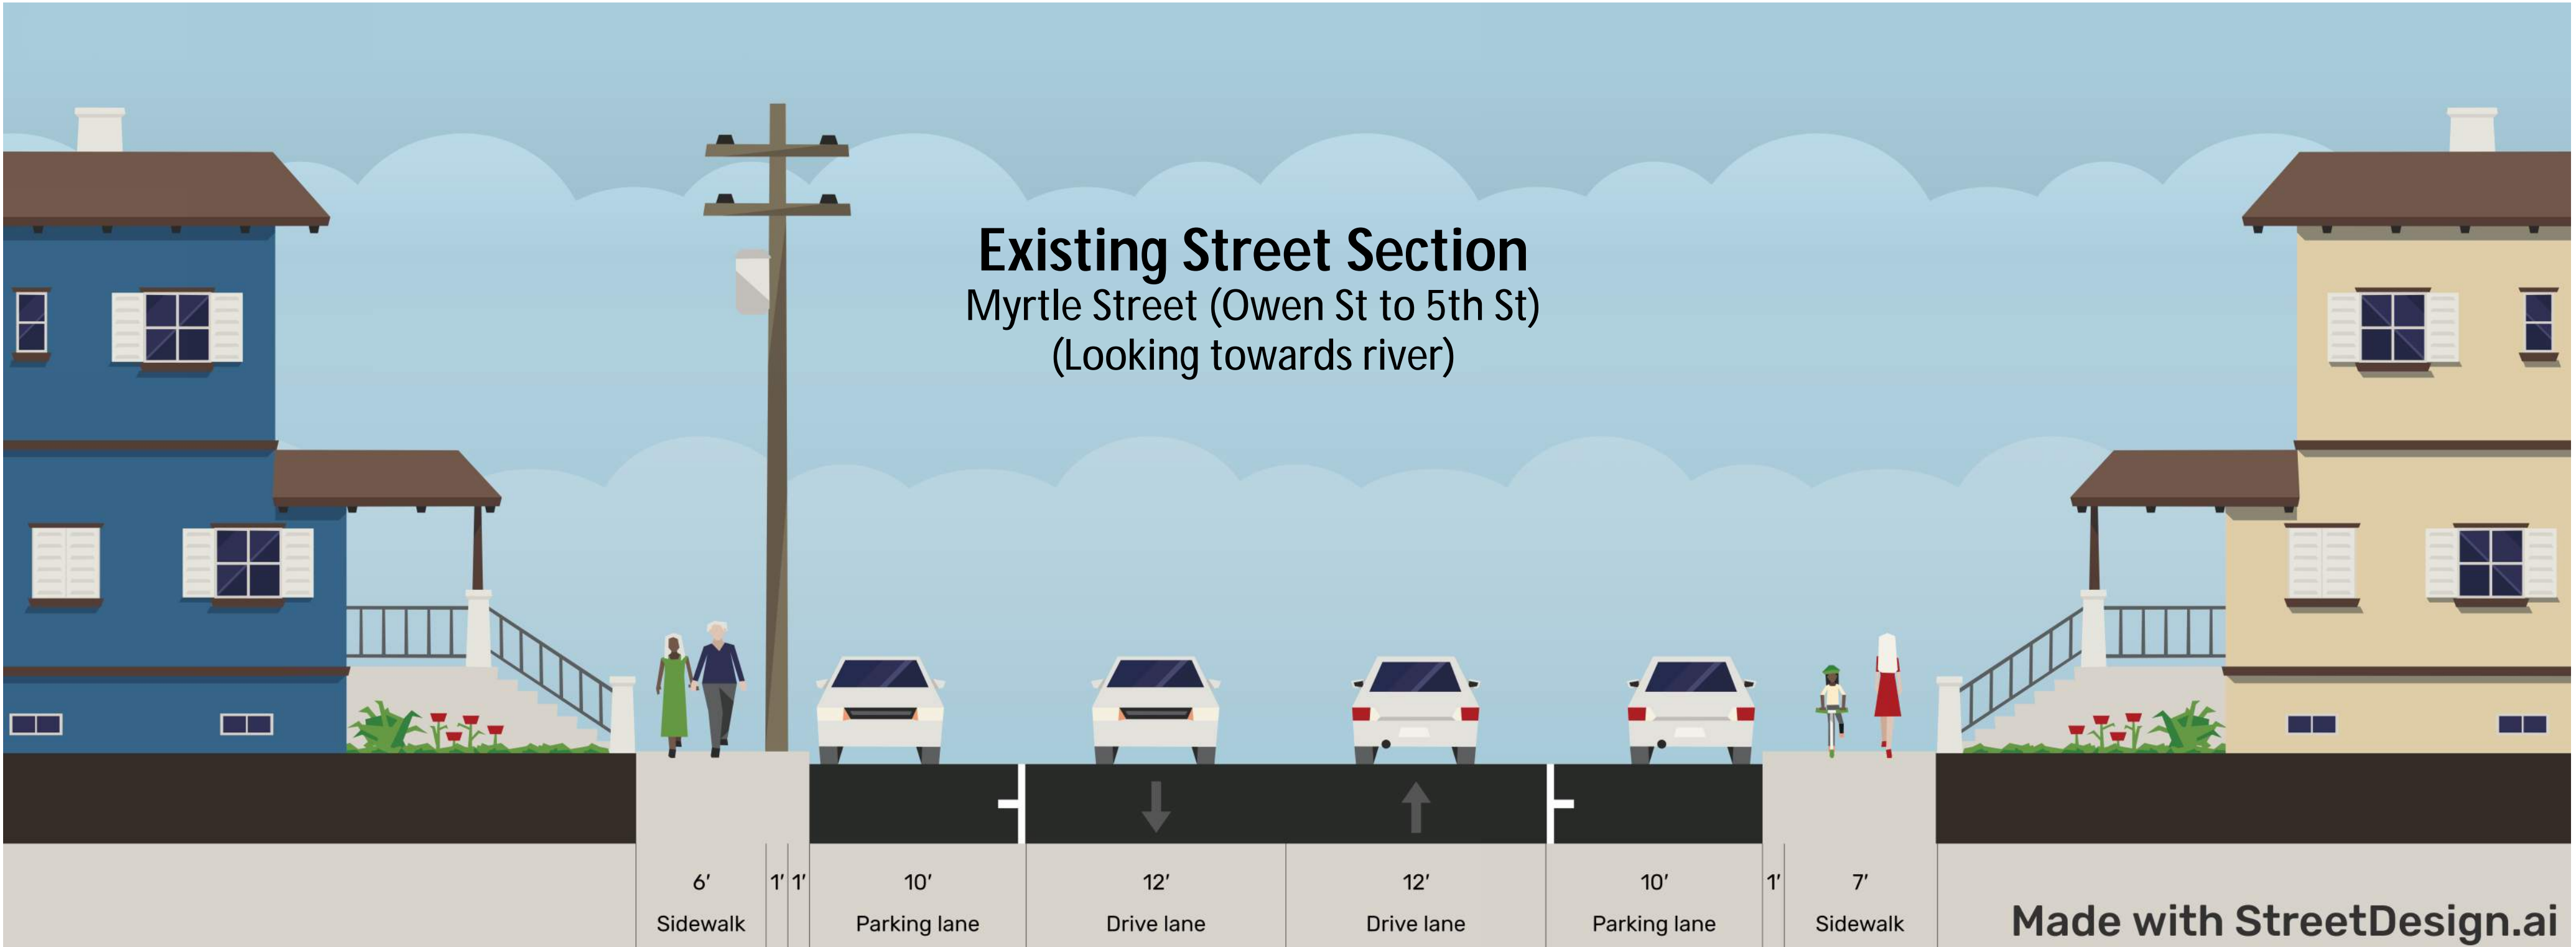 Existing Street Section
Myrtle Street (Owen St to 5th St)
(Looking towards river)
6′ 1′ 1′ 10′ 12′ 12′ 10′ 1′ 7′
Sidewalk Parking lane Drive lane Drive lane Parking lane Sidewalk
Made with StreetDesign.ai